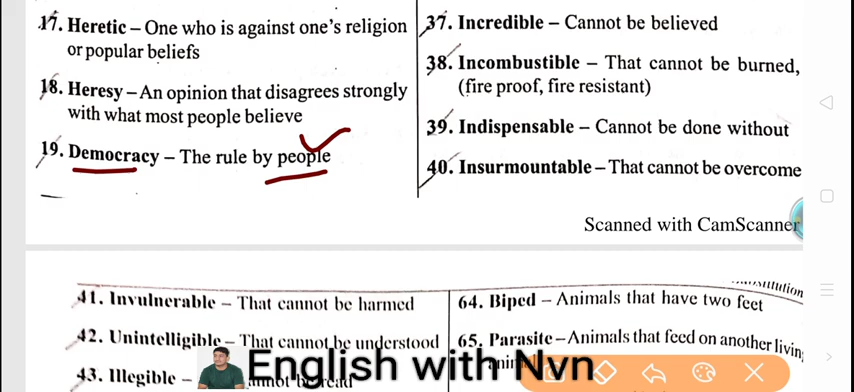 17. Heretic – One who is against one's religion
or popular beliefs
18. Heresy – An opinion that disagrees strongly
with what most people believe
19. Democracy – The rule by people
37. Incredible – Cannot be believed
38. Incombustible – That cannot be burned,
(fire proof, fire resistant)
39. Indispensable – Cannot be done without
40. Insurmountable – That cannot be overcome
Scanned with CamScanner
41. Invulnerable – That cannot be harmed
42. Unintelligible – That cannot be understood
43. Illegible –
64. Biped – Animals that have two feet
65. Parasite – Animals that feed on another
English with Nvn